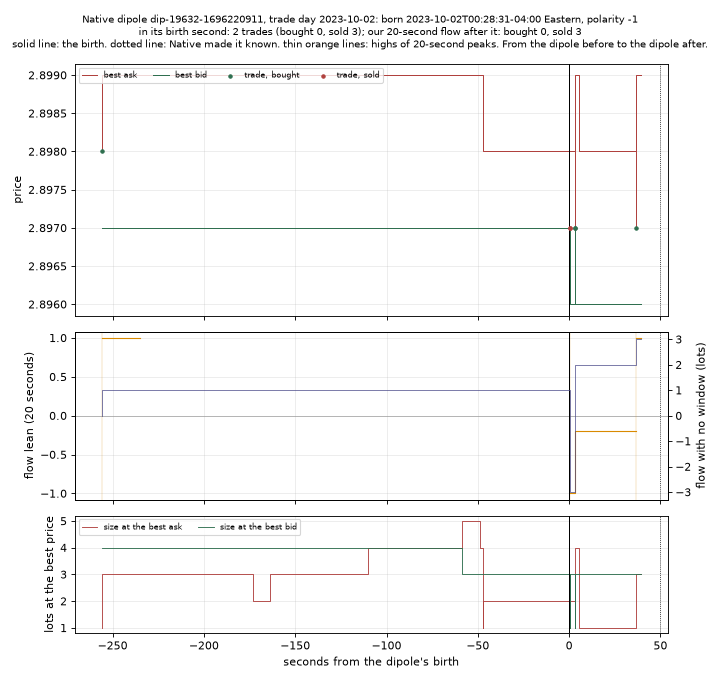 Native dipole dip-19632-1696220911, trade day 2023-10-02: born 2023-10-02T00:28:31-04:00 Eastern, polarity -1
in its birth second: 2 trades (bought 0, sold 3); our 20-second flow after it: bought 0, sold 3
solid line: the birth. dotted line: Native made it known. thin orange lines: highs of 20-second peaks. From the dipole before to the dipole after.
best ask best bid trade, bought trade, sold
2.8990
2.8985
2.8980
2.8975
2.8970
2.8965
2.8960
price
1.0
0.5
0.0
−0.5
−1.0
flow lean (20 seconds)
3
2
1
0
−1
−2
−3
flow with no window (lots)
size at the best ask size at the best bid
5
4
3
2
1
lots at the best price
−250 −200 −150 −100 −50 0 50
seconds from the dipole's birth